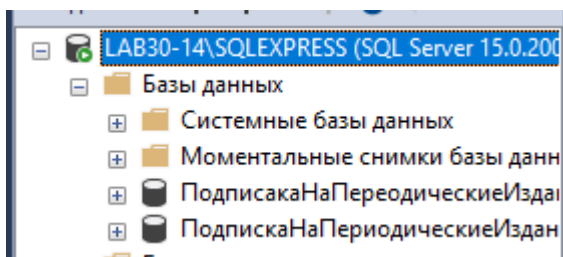 LAB30-14\SQLEXPRESS (SQL Server 15.0.200
Базы данных
Системные базы данных
Моментальные снимки базы данн
ПодписакаНаПереодическиеИздан
ПодпискаНаПериодическиеИздан